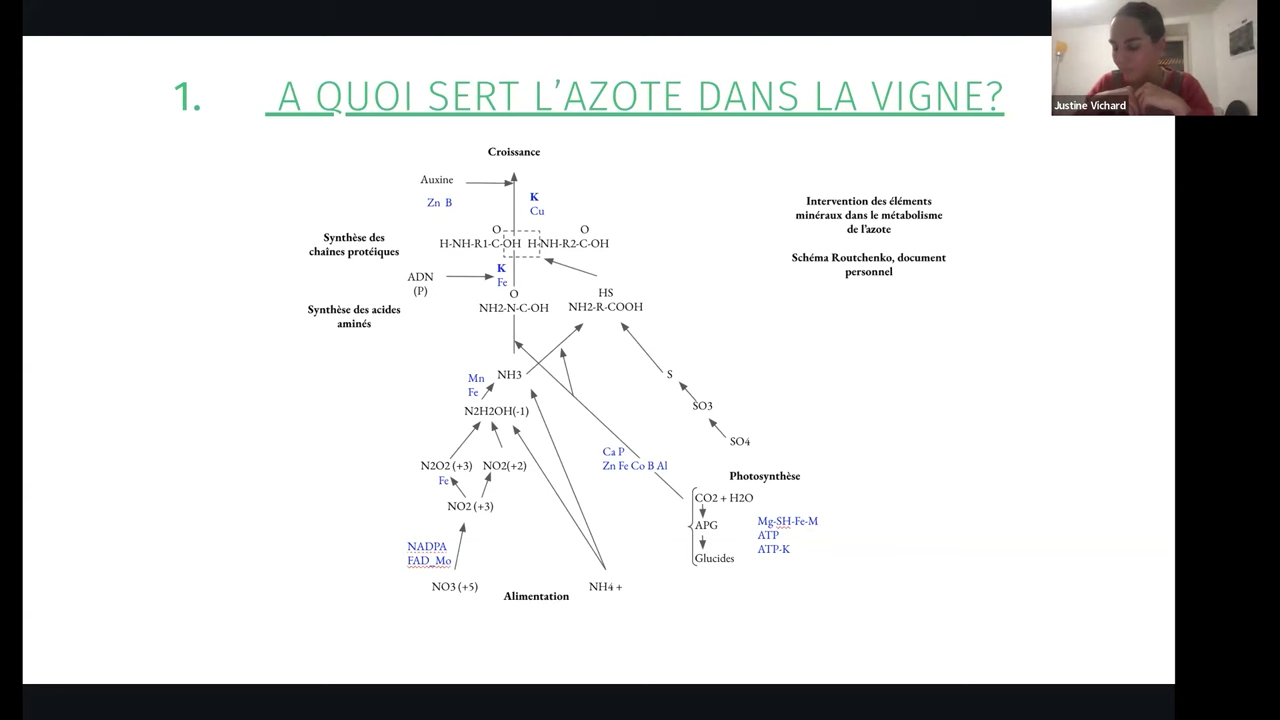 1. A QUOI SERT L’AZOTE DANS LA VIGNE?
Justine Vichard
Croissance
Auxine
Zn B
K
Cu
Intervention des éléments
minéraux dans le métabolisme
de l’azote
Schéma Routchenko, document
personnel
Synthèse des
chaînes protéiques
O O
H-NH-R1-C-OH H-NH-R2-C-OH
ADN
(P)
K
Fe
Synthèse des acides
aminés
O
NH2-N-C-OH
HS
NH2-R-COOH
Mn
Fe
NH3
S
N2H2OH(-1)
SO3
SO4
N2O2 (+3) NO2(+2)
Fe
Ca P
Zn Fe Co B Al
NO2 (+3)
Photosynthèse
CO2 + H2O
APG
Glucides
Mg-SH-Fe-M
ATP
ATP-K
NADPA
FAD_Mo
NO3 (+5)
Alimentation
NH4 +